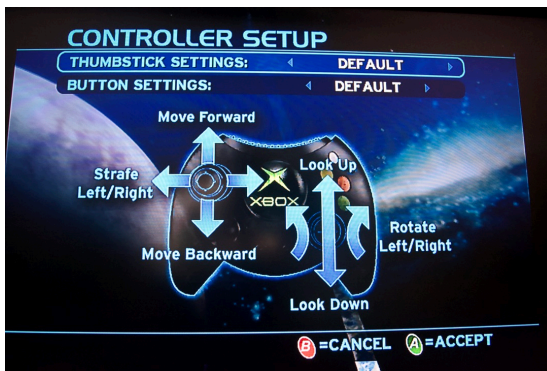 CONTROLLER SETUP
THUMBSTICK SETTINGS: DEFAULT
BUTTON SETTINGS: DEFAULT
Move Forward
Look Up
Strafe
Left/Right
XBOX
Rotate
Left/Right
Move Backward
Look Down
B =CANCEL A =ACCEPT